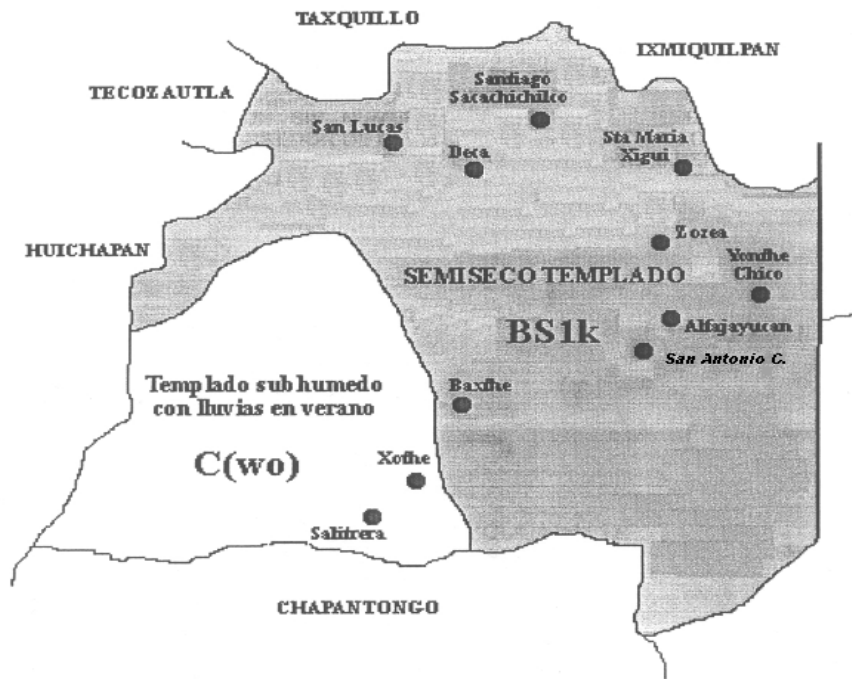 TAXQUILLO
IXMIQUILPAN
TECOZAUTLA
Santiago
Sacachichilco
San Lucas
Deca
Sta Maria
Xigui
HUICHAPAN
Zozea
Yonthe
Chico
SEMISECO TEMPLADO
BS1k
Alfajayucan
San Antonio C.
Templado subhumedo
con lluvias en verano
Baxthe
C(wo)
Xothe
Salitrera
CHAPANTONGO